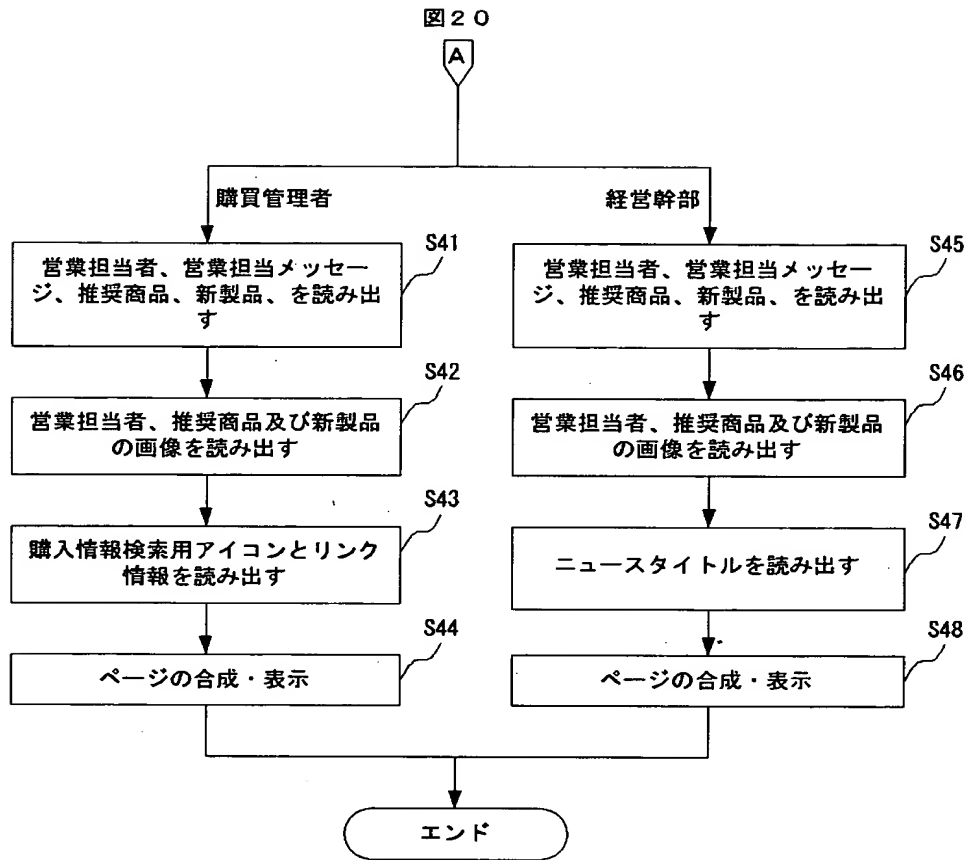 図20
A
購買管理者
経営幹部
S41
営業担当者、営業担当メッセー
ジ、推奨商品、新製品、を読み出
す
S45
営業担当者、営業担当メッセー
ジ、推奨商品、新製品、を読み出
す
S42
営業担当者、推奨商品及び新製品
の画像を読み出す
S46
営業担当者、推奨商品及び新製品
の画像を読み出す
S43
購入情報検索用アイコンとリンク
情報を読み出す
S47
ニュースタイトルを読み出す
S44
ページの合成・表示
S48
ページの合成・表示
エンド